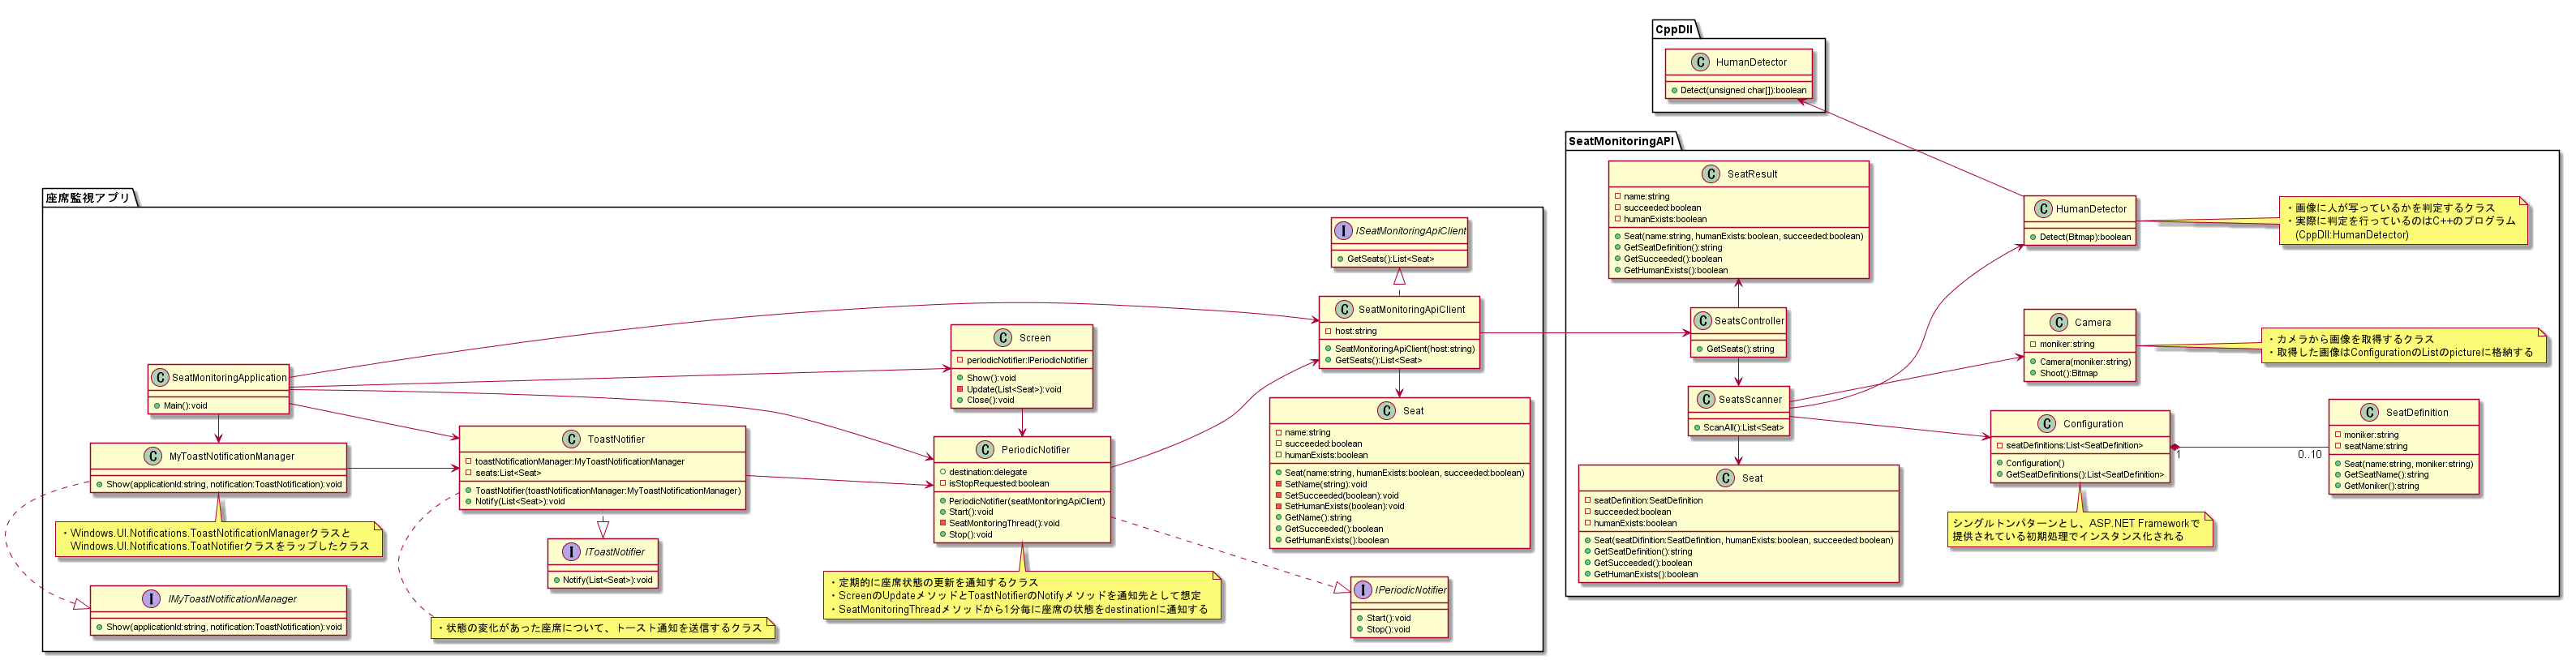 CppDll
C HumanDetector
Detect(unsigned char[]):boolean
SeatMonitoringAPI
C SeatResult
name:string
succeeded:boolean
humanExists:boolean
Seat(name:string, humanExists:boolean, succeeded:boolean)
GetSeatDefinition():string
GetSucceeded():boolean
GetHumanExists():boolean
C HumanDetector
Detect(Bitmap):boolean
・画像に人が写っているかを判定するクラス
・実際に判定を行っているのはC++のプログラム
(CppDll:HumanDetector)
C SeatsController
GetSeats():string
C Camera
moniker:string
Camera(moniker:string)
Shoot():Bitmap
・カメラから画像を取得するクラス
・取得した画像はConfigurationのListのpictureに格納する
C SeatsScanner
ScanAll():List<Seat>
C Configuration
seatDefinitions:List<SeatDefinition>
Configuration()
GetSeatDefinitions():List<SeatDefinition>
1
0..10
C SeatDefinition
moniker:string
seatName:string
Seat(name:string, moniker:string)
GetSeatName():string
GetMoniker():string
C Seat
seatDefinition:SeatDefinition
succeeded:boolean
humanExists:boolean
Seat(seatDifinition:SeatDefinition, humanExists:boolean, succeeded:boolean)
GetSeatDefinition():string
GetSucceeded():boolean
GetHumanExists():boolean
シングルトンパターンとし、ASP.NET Frameworkで
提供されている初期処理でインスタンス化される
座席監視アプリ
I ISeatMonitoringApiClient
GetSeats():List<Seat>
C SeatMonitoringApiClient
host:string
SeatMonitoringApiClient(host:string)
GetSeats():List<Seat>
C Screen
periodicNotifier:IPeriodicNotifier
Show():void
Update(List<Seat>):void
Close():void
C SeatMonitoringApplication
Main():void
C MyToastNotificationManager
Show(applicationId:string, notification:ToastNotification):void
C ToastNotifier
toastNotificationManager:MyToastNotificationManager
seats:List<Seat>
ToastNotifier(toastNotificationManager:MyToastNotificationManager)
Notify(List<Seat>):void
C PeriodicNotifier
destination:delegate
isStopRequested:boolean
PeriodicNotifier(seatMonitoringApiClient)
Start():void
SeatMonitoringThread():void
Stop():void
C Seat
name:string
succeeded:boolean
humanExists:boolean
Seat(name:string, humanExists:boolean, succeeded:boolean)
SetName(string):void
SetSucceeded(boolean):void
SetHumanExists(boolean):void
GetName():string
GetSucceeded():boolean
GetHumanExists():boolean
・Windows.UI.Notifications.ToastNotificationManagerクラスと
Windows.UI.Notifications.ToatNotifierクラスをラップしたクラス
I IToastNotifier
Notify(List<Seat>):void
・定期的に座席状態の更新を通知するクラス
・ScreenのUpdateメソッドとToastNotifierのNotifyメソッドを通知先として想定
・SeatMonitoringThreadメソッドから1分毎に座席の状態をdestinationに通知する
I IPeriodicNotifier
Start():void
Stop():void
I IMyToastNotificationManager
Show(applicationId:string, notification:ToastNotification):void
・状態の変化があった座席について、トースト通知を送信するクラス